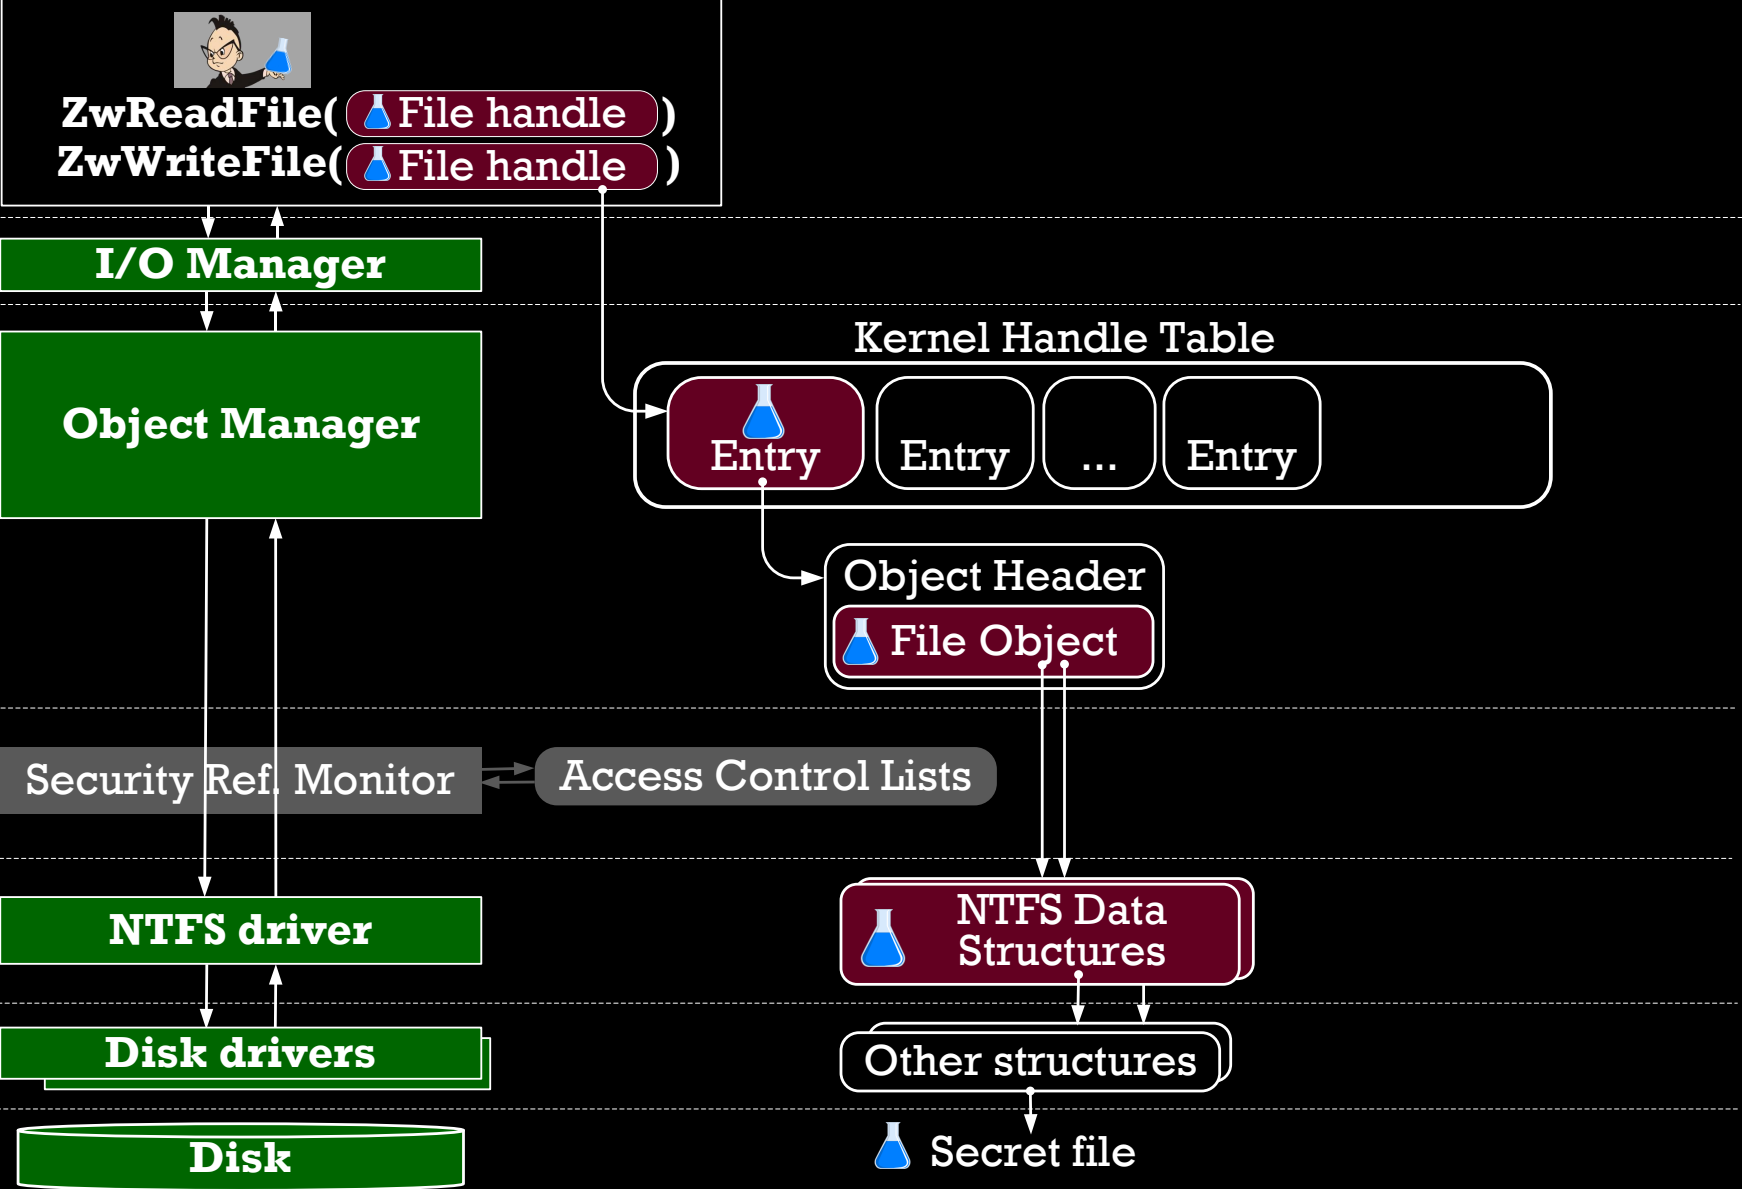 ZwReadFile( File handle )
ZwWriteFile( File handle )
I/O Manager
Kernel Handle Table
Object Manager
Entry Entry ... Entry
Object Header
File Object
Security Ref. Monitor
Access Control Lists
NTFS driver
NTFS Data
Structures
Disk drivers
Other structures
Disk
Secret file